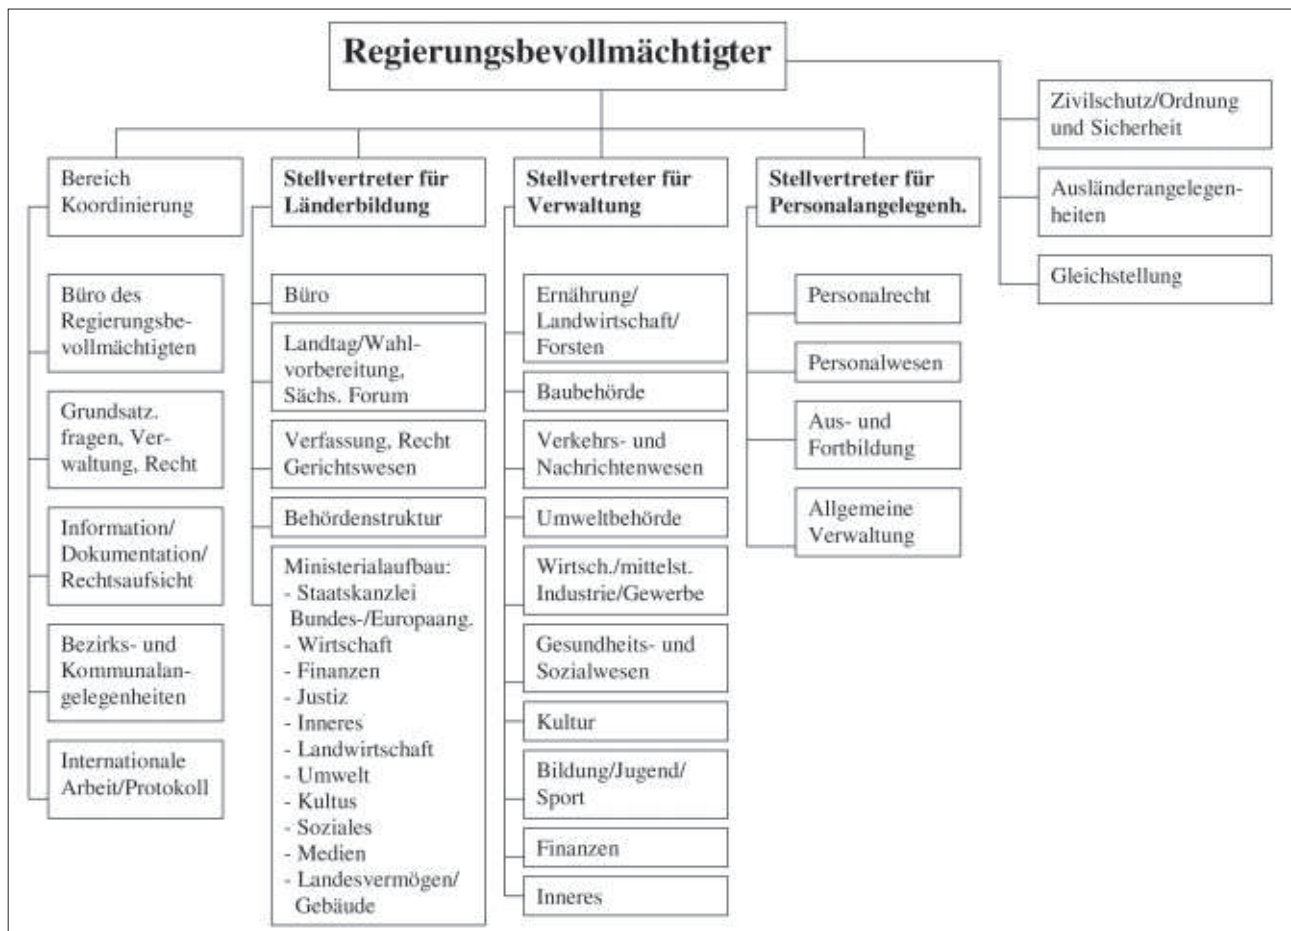 Regierungsbevollmächtigter
Zivilschutz/Ordnung
und Sicherheit
Ausländerangelegen-
heiten
Gleichstellung
Bereich
Koordinierung
Büro des
Regierungsbe-
vollmächtigten
Grundsatz.
fragen, Ver-
waltung, Recht
Information/
Dokumentation/
Rechtsaufsicht
Bezirks- und
Kommunalan-
gelegenheiten
Internationale
Arbeit/Protokoll
Stellvertreter für
Länderbildung
Büro
Landtag/Wahl-
vorbereitung,
Sächs. Forum
Verfassung, Recht
Gerichtswesen
Behördenstruktur
Ministerialaufbau:
- Staatskanzlei
Bundes-/Europaang.
- Wirtschaft
- Finanzen
- Justiz
- Inneres
- Landwirtschaft
- Umwelt
- Kultus
- Soziales
- Medien
- Landesvermögen/
Gebäude
Stellvertreter für
Verwaltung
Ernährung/
Landwirtschaft/
Forsten
Baubehörde
Verkehrs- und
Nachrichtenwesen
Umweltbehörde
Wirtsch./mittelst.
Industrie/Gewerbe
Gesundheits- und
Sozialwesen
Kultur
Bildung/Jugend/
Sport
Finanzen
Inneres
Stellvertreter für
Personalangelegenh.
Personalrecht
Personalwesen
Aus- und
Fortbildung
Allgemeine
Verwaltung